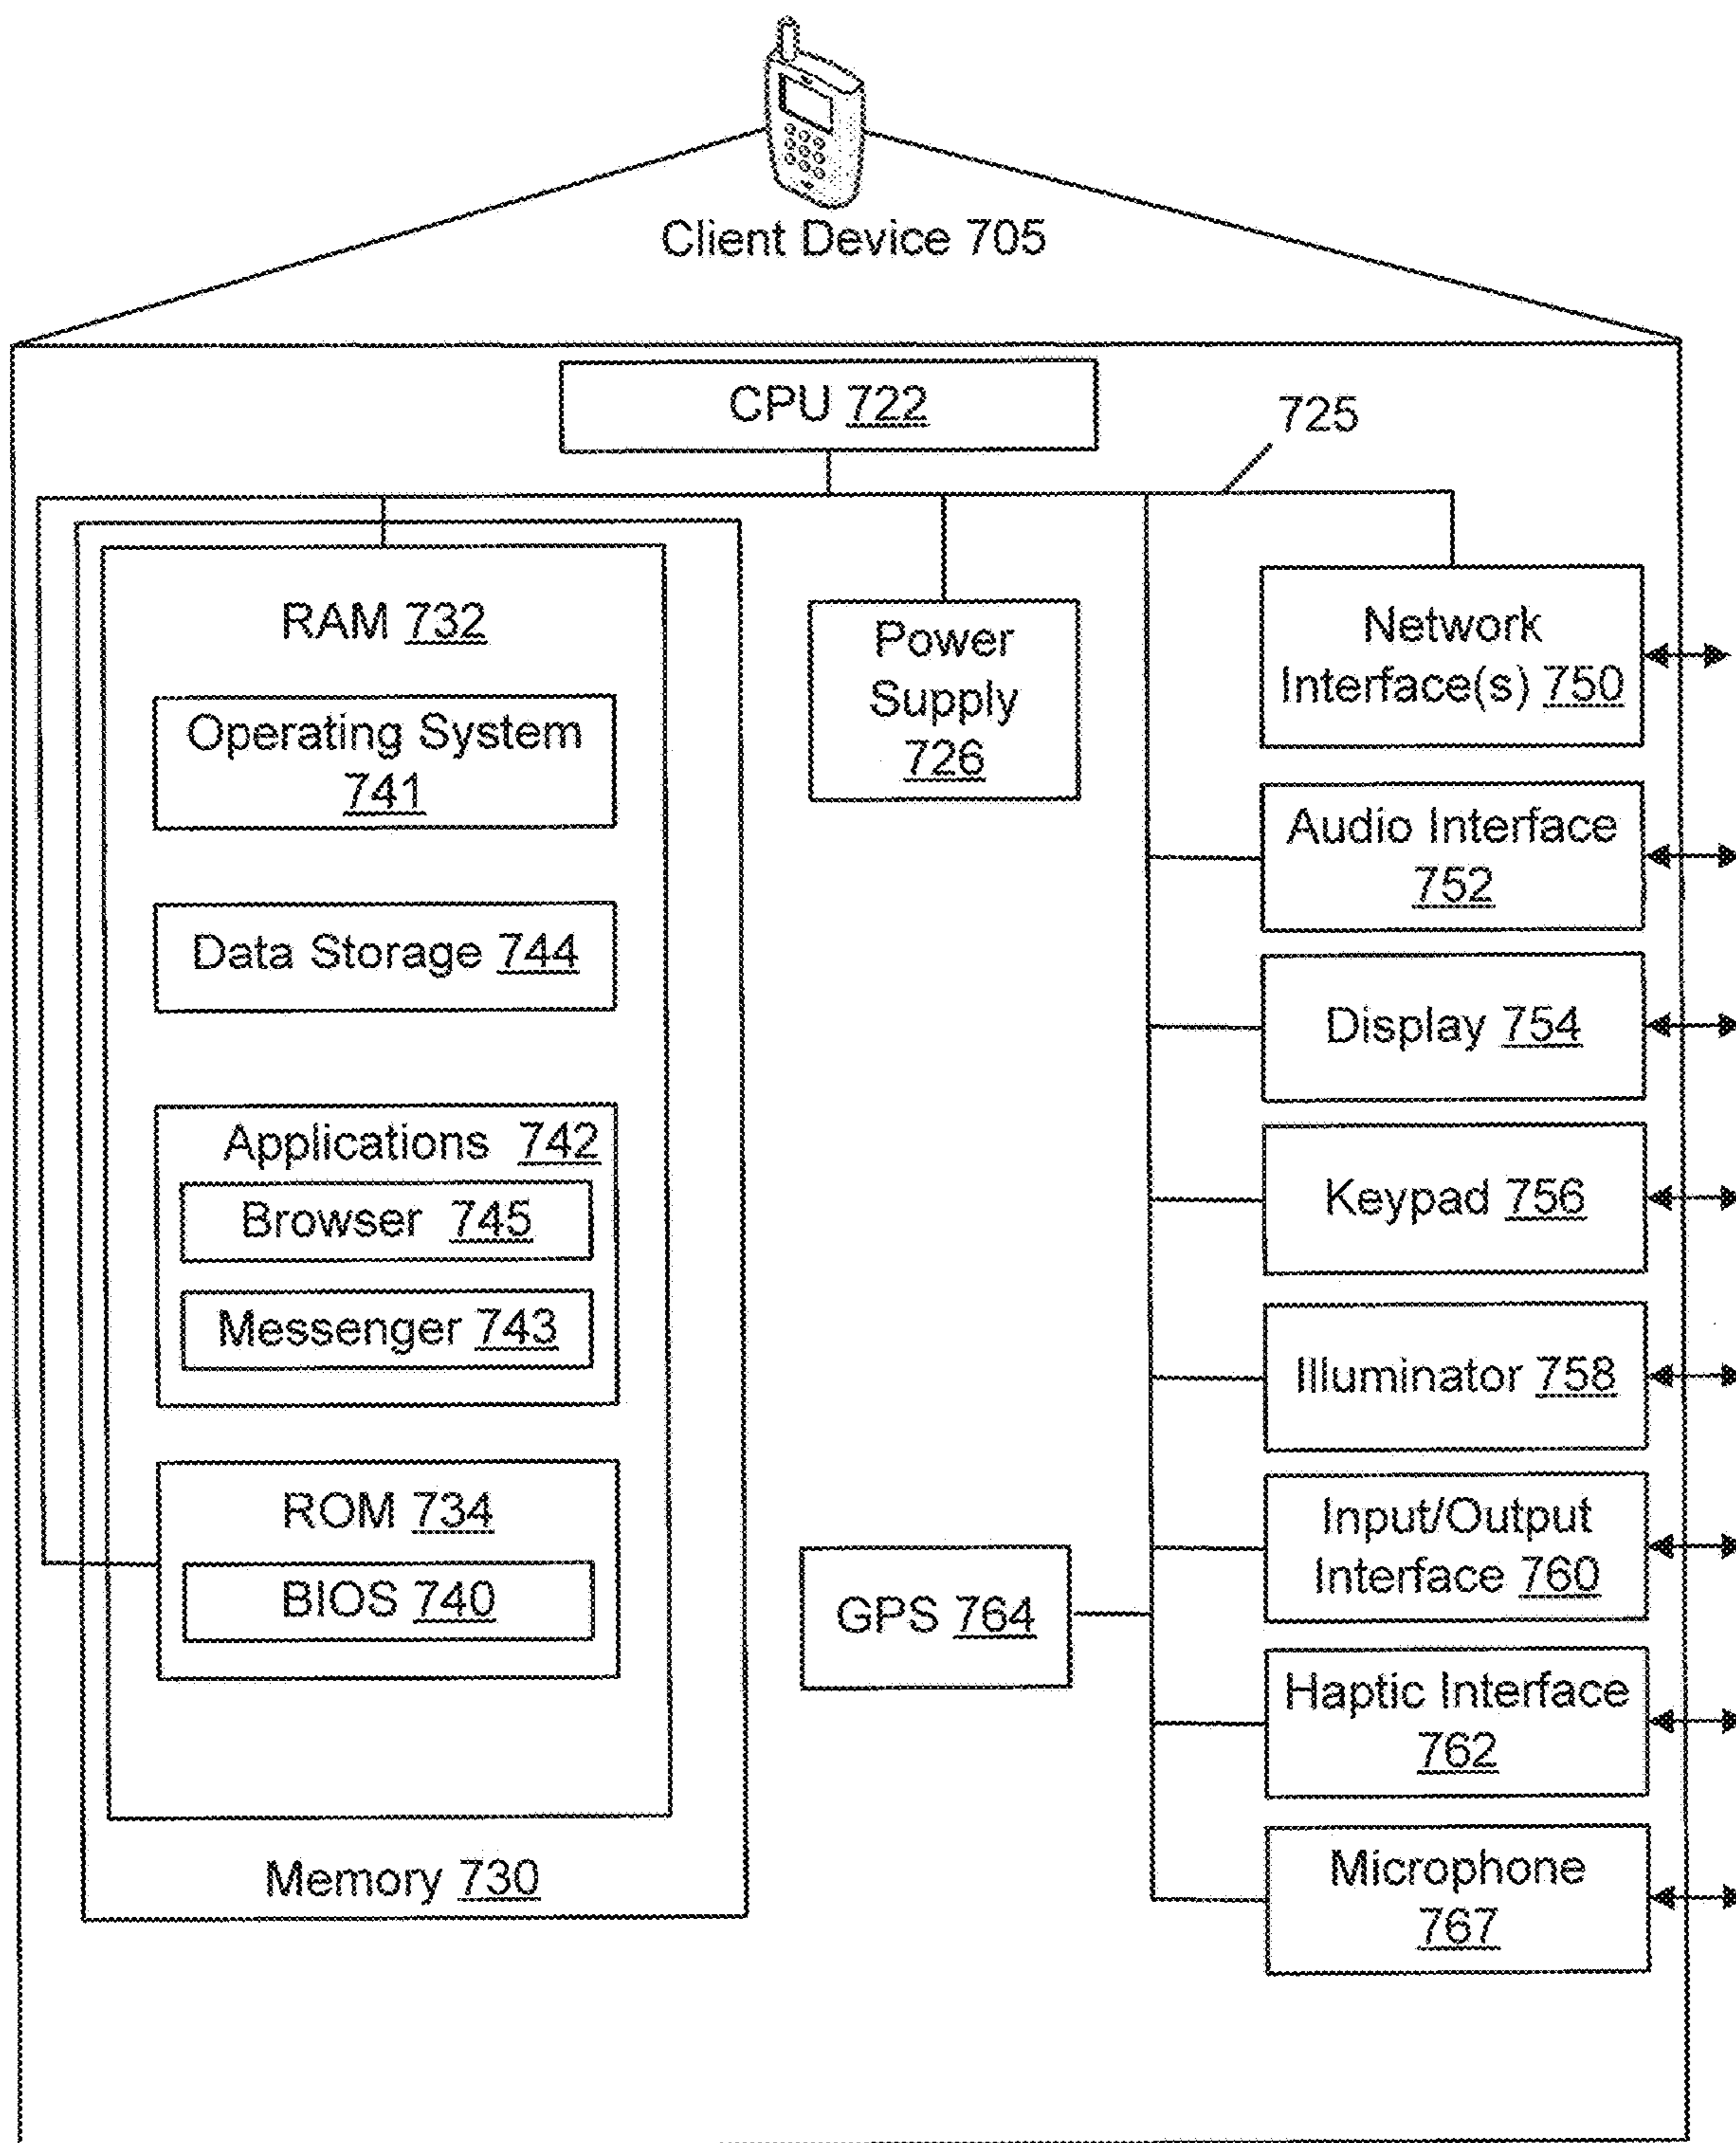 Client Device 705
CPU 722
725
RAM 732
Operating System
741
Data Storage 744
Applications 742
Browser 745
Messenger 743
ROM 734
BIOS 740
Memory 730
Power
Supply
726
GPS 764
Network
Interface(s) 750
Audio Interface
752
Display 754
Keypad 756
Illuminator 758
Input/Output
Interface 760
Haptic Interface
762
Microphone
767